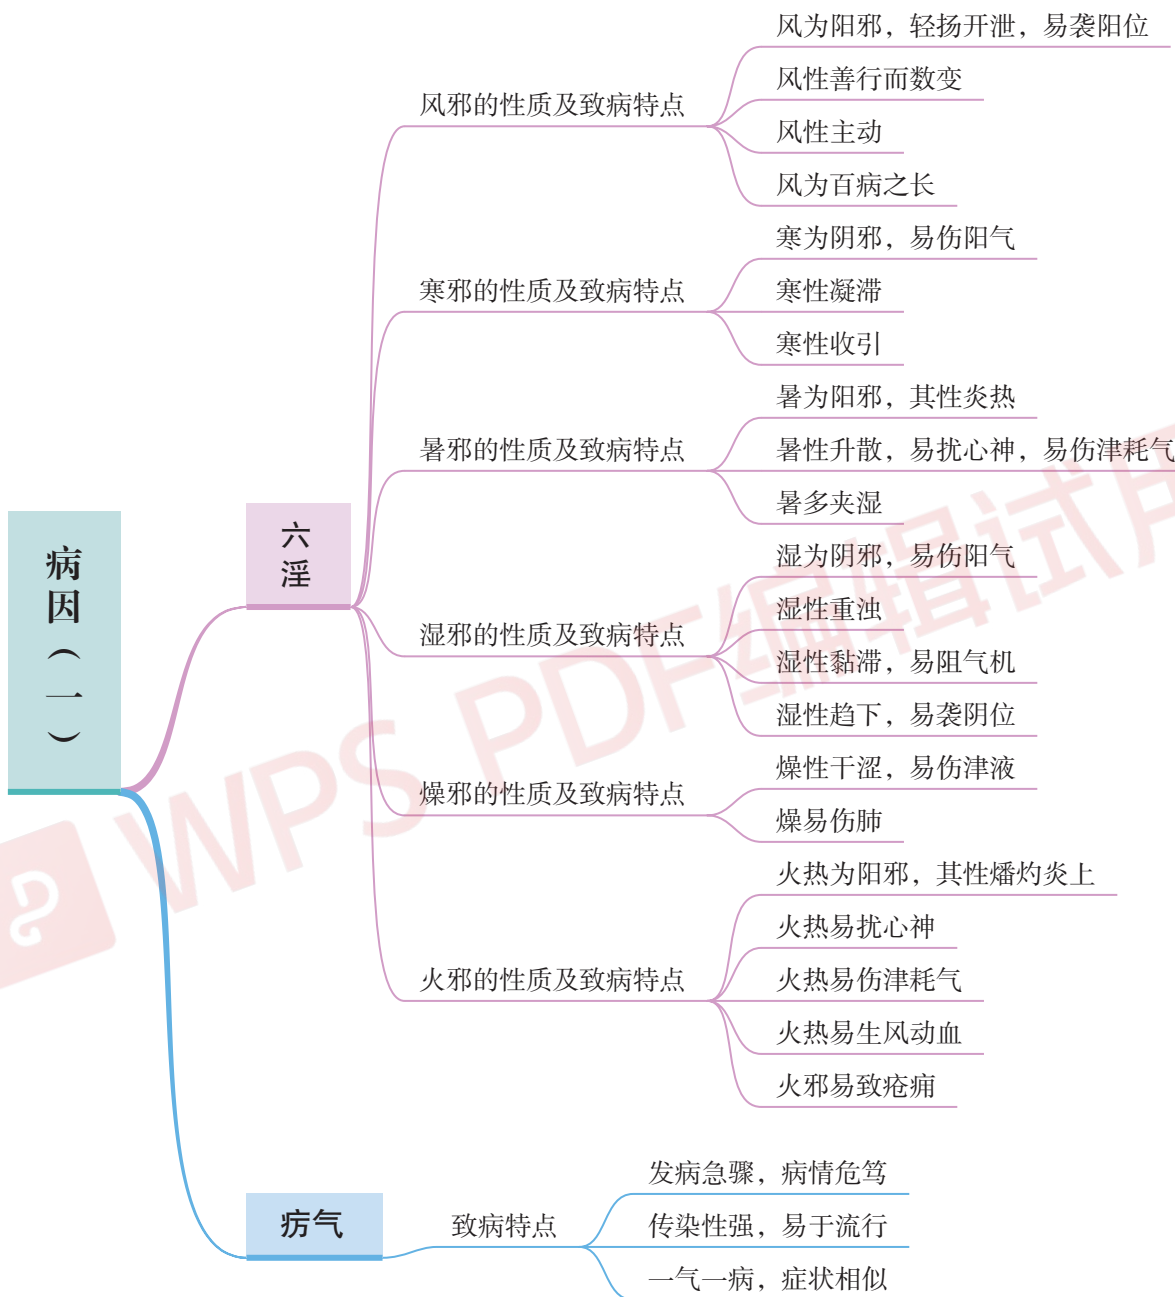 病因（一）
六淫
风邪的性质及致病特点
风为阳邪，轻扬开泄，易袭阳位
风性善行而数变
风性主动
风为百病之长
寒邪的性质及致病特点
寒为阴邪，易伤阳气
寒性凝滞
寒性收引
暑邪的性质及致病特点
暑为阳邪，其性炎热
暑性升散，易扰心神，易伤津耗气
暑多夹湿
湿邪的性质及致病特点
湿为阴邪，易伤阳气
湿性重浊
湿性黏滞，易阻气机
湿性趋下，易袭阴位
燥邪的性质及致病特点
燥性干涩，易伤津液
燥易伤肺
火邪的性质及致病特点
火热为阳邪，其性燔灼炎上
火热易扰心神
火热易伤津耗气
火热易生风动血
火邪易致疮痈
疠气
致病特点
发病急骤，病情危笃
传染性强，易于流行
一气一病，症状相似
WPS PDF编辑试用